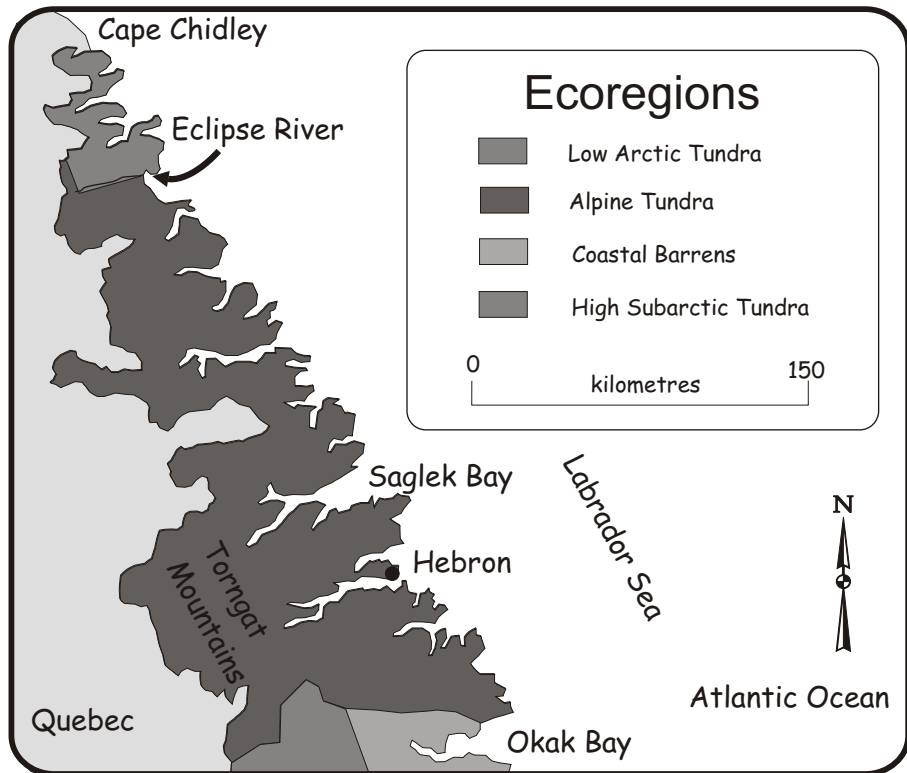 Cape Chidley
Eclipse River
Ecoregions
Low Arctic Tundra
Alpine Tundra
Coastal Barrens
High Subarctic Tundra
0
150
kilometres
Saglek Bay
Labrador Sea
N
Hebron
Torngat
Mountains
Atlantic Ocean
Quebec
Okak Bay